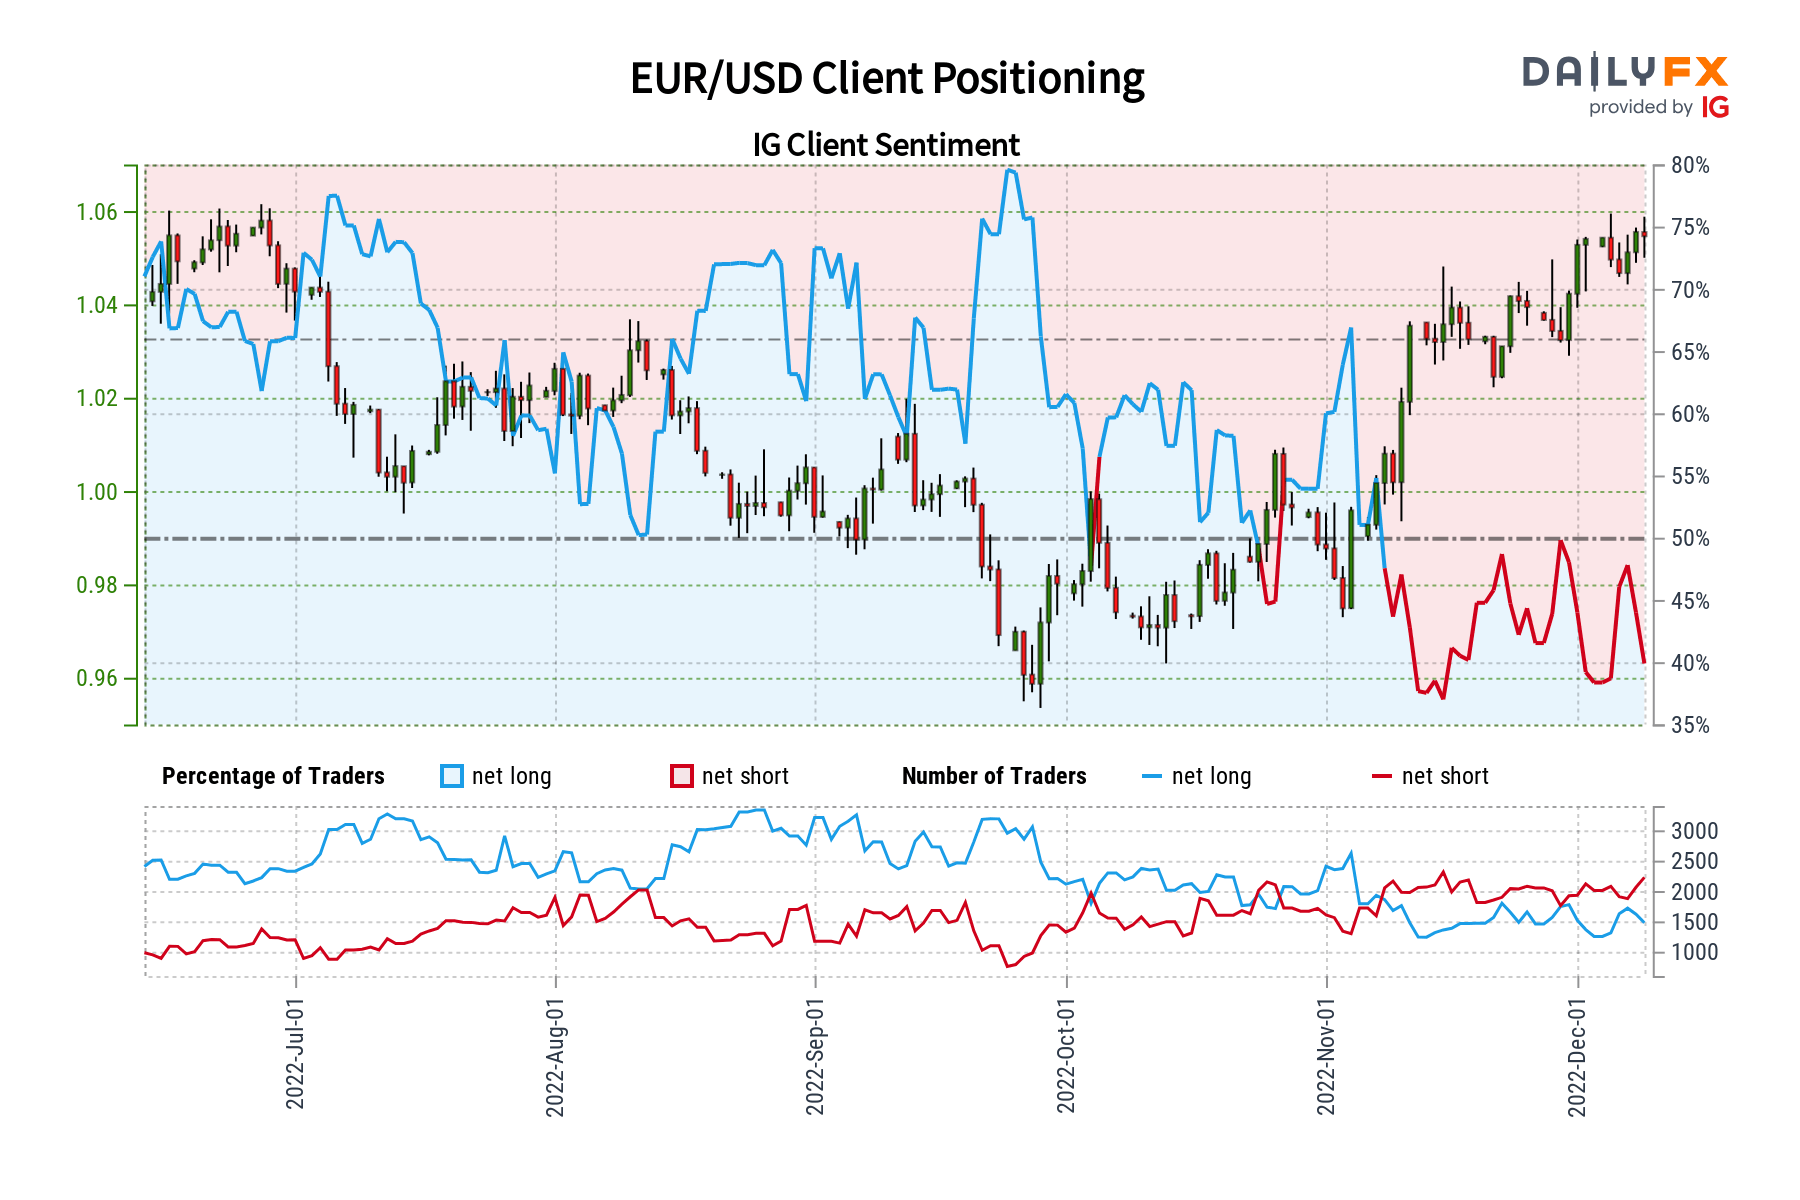 EUR/USD Client Positioning
DAILYFX
provided by IG
IG Client Sentiment
1.06
1.04
1.02
1.00
0.98
0.96
80%
75%
70%
65%
60%
55%
50%
45%
40%
35%
Percentage of Traders net long net short Number of Traders net long net short
3000
2500
2000
1500
1000
2022-Jul-01
2022-Aug-01
2022-Sep-01
2022-Oct-01
2022-Nov-01
2022-Dec-01